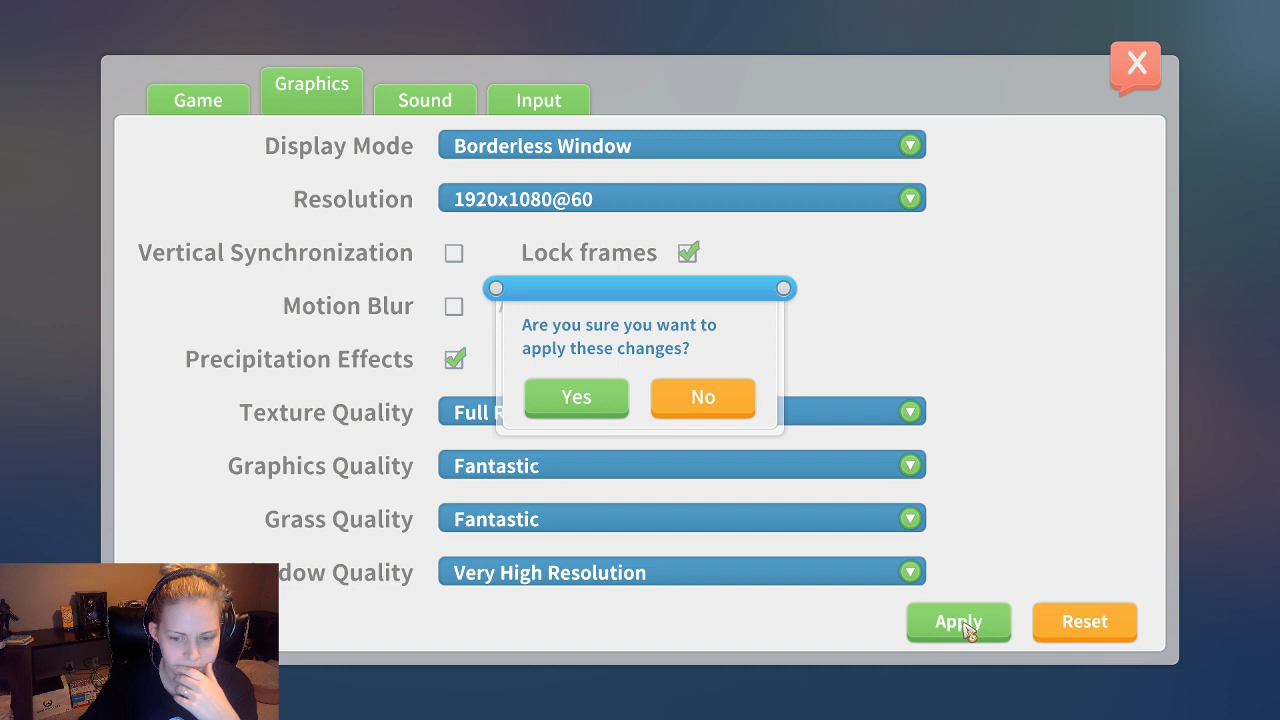 X
Game
Graphics
Sound
Input
Display Mode
Borderless Window
Resolution
1920x1080@60
Vertical Synchronization
Lock frames
Motion Blur
Are you sure you want to
apply these changes?
Precipitation Effects
Yes
No
Texture Quality
Full
Graphics Quality
Fantastic
Grass Quality
Fantastic
dow Quality
Very High Resolution
Apply
Reset